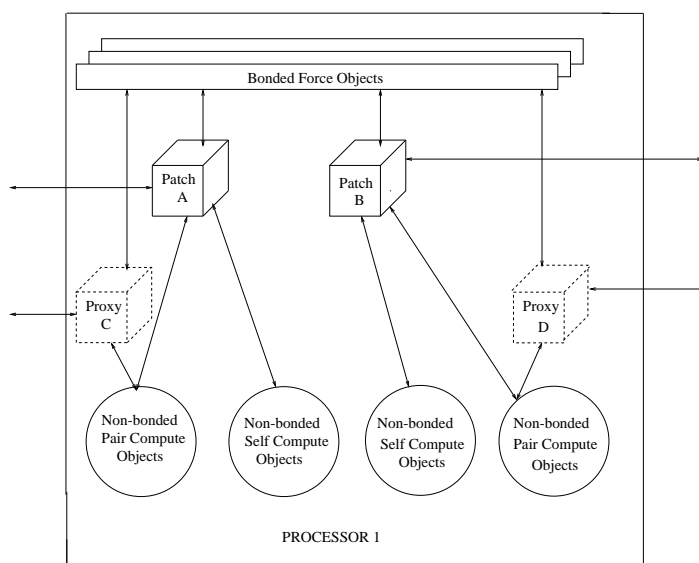 Bonded Force Objects
Patch
A
Patch
B
Proxy
C
Proxy
D
Non-bonded
Pair Compute
Objects
Non-bonded
Self Compute
Objects
Non-bonded
Self Compute
Objects
Non-bonded
Pair Compute
Objects
PROCESSOR 1